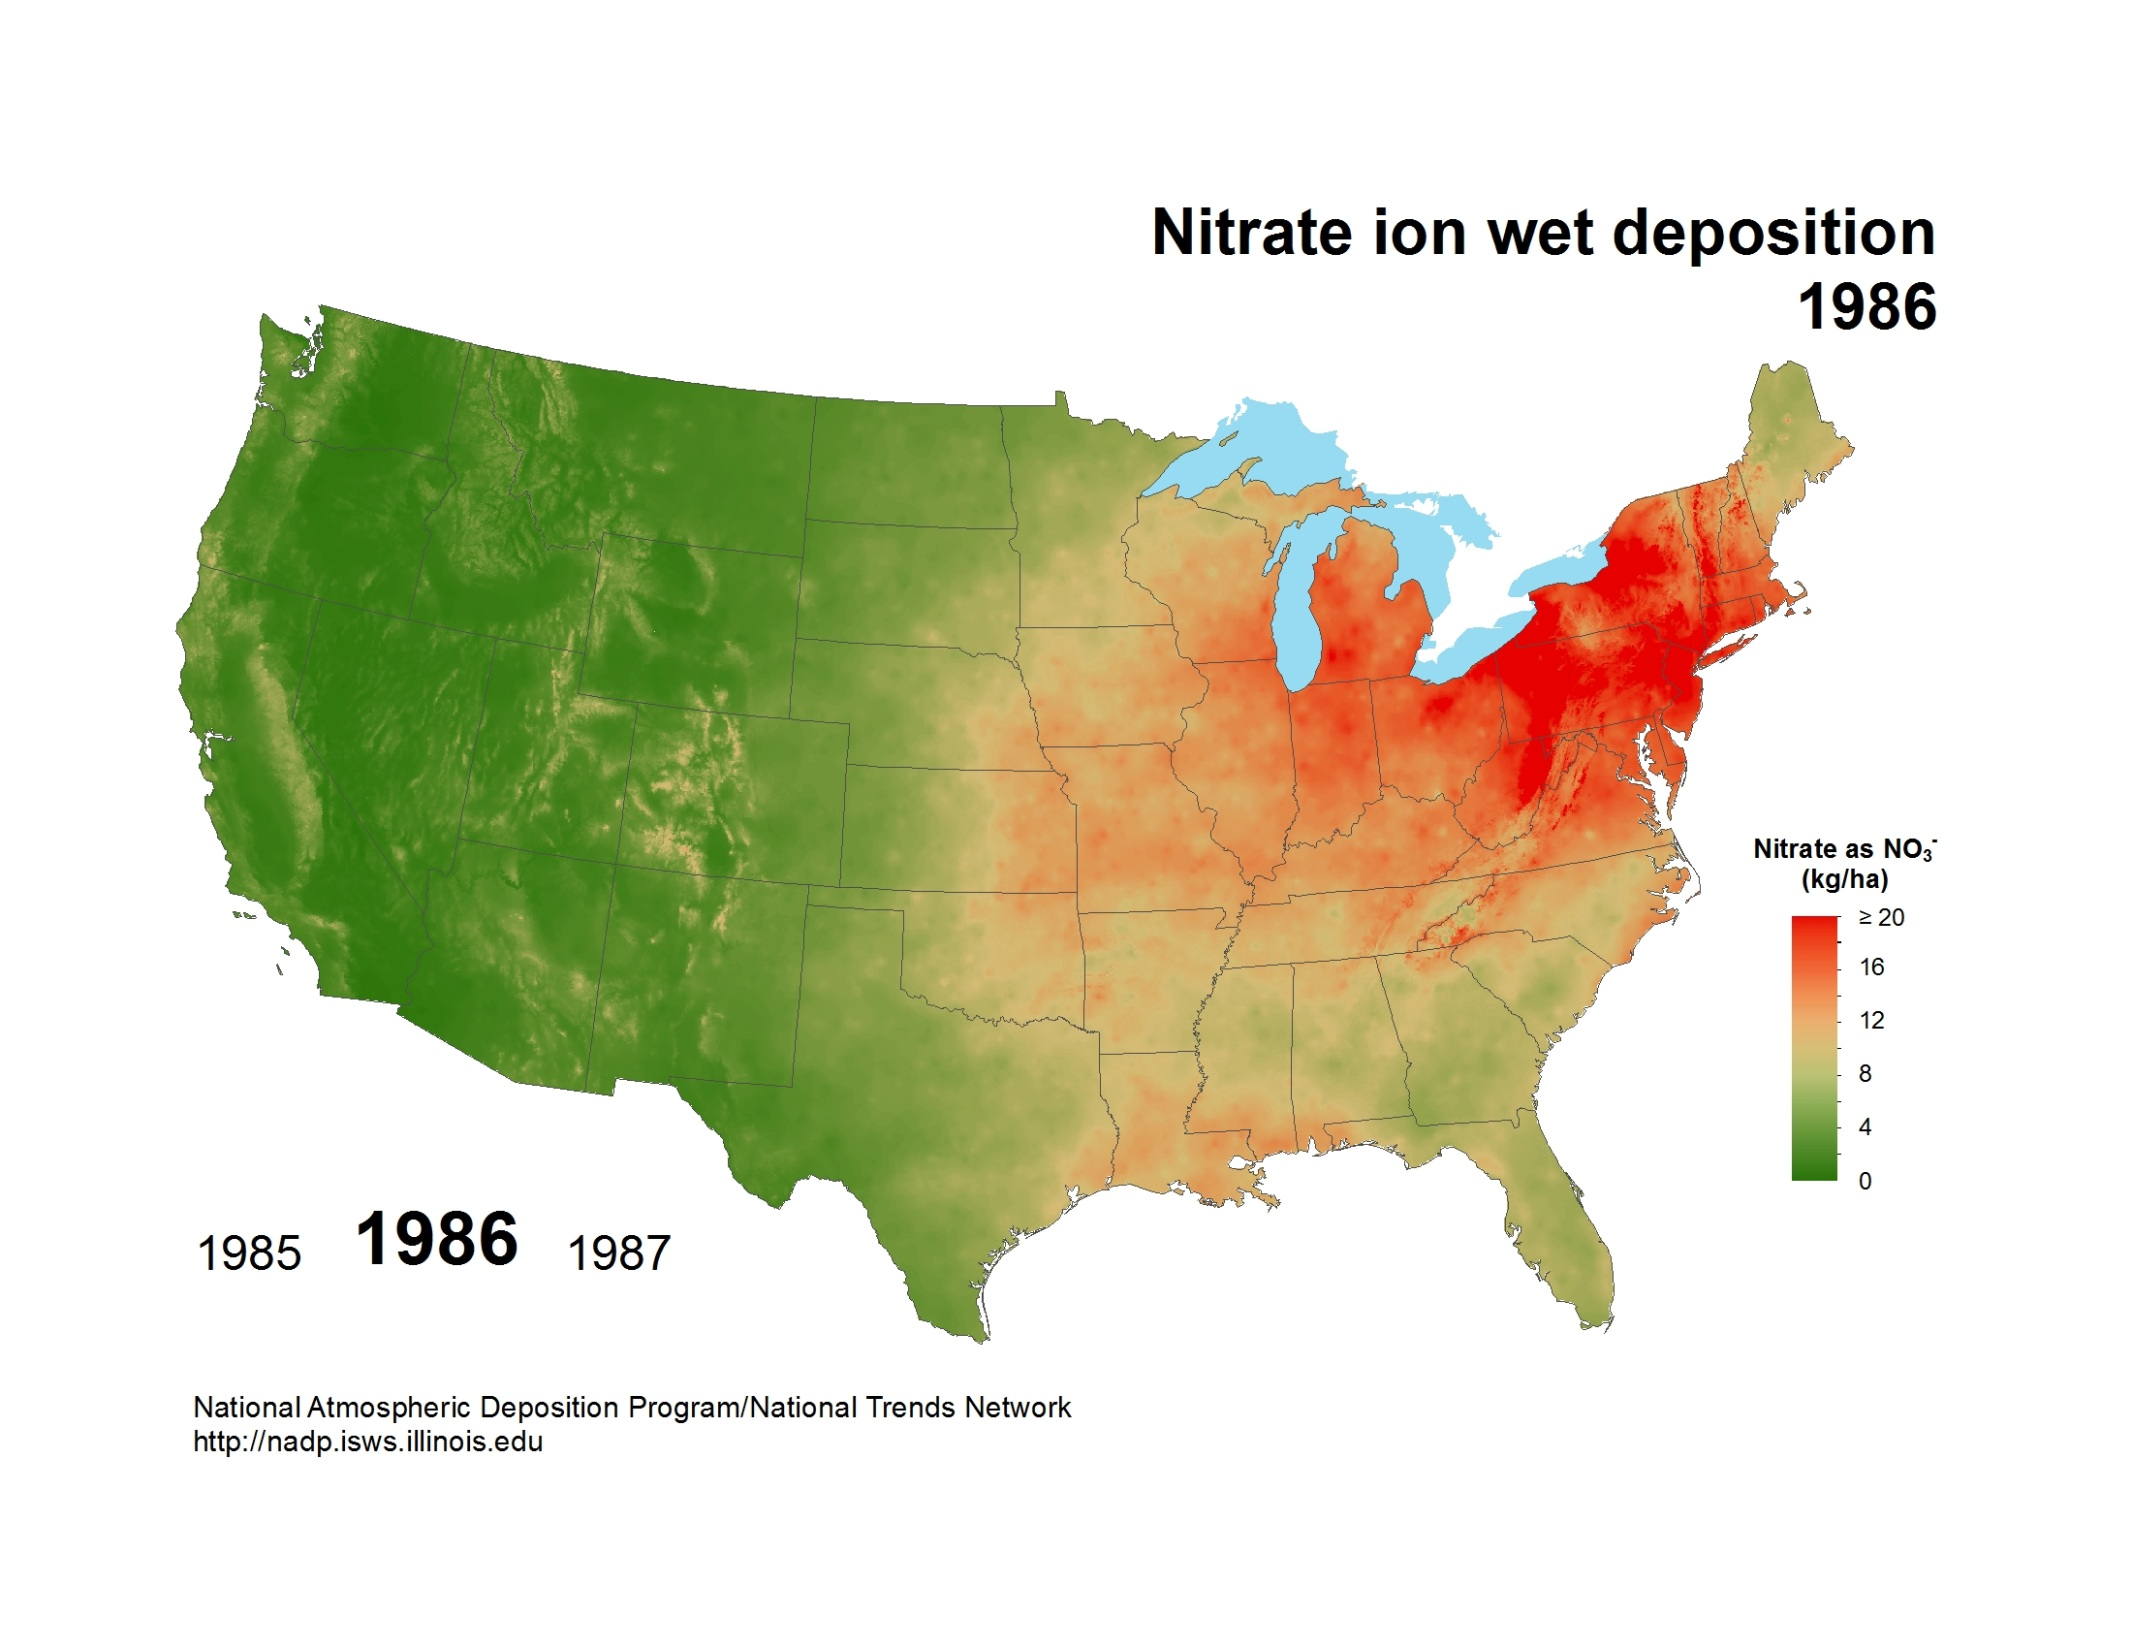 Nitrate ion wet deposition
1986
Nitrate as NO₃⁻
(kg/ha)
≥ 20
16
12
8
4
0
1985 1986 1987
National Atmospheric Deposition Program/National Trends Network
http://nadp.isws.illinois.edu